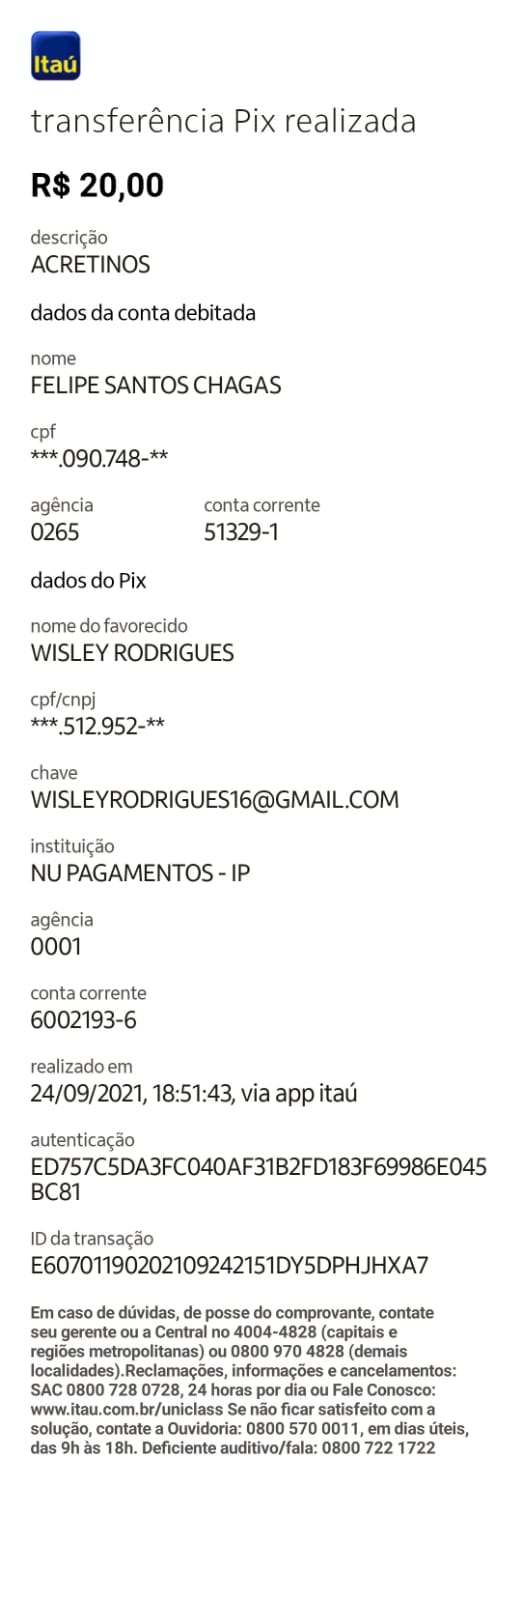 Itaú
transferência Pix realizada
R$ 20,00
descrição
ACRETINOS
dados da conta debitada
nome
FELIPE SANTOS CHAGAS
cpf
***.090.748-**
agência conta corrente
0265 51329-1
dados do Pix
nome do favorecido
WISLEY RODRIGUES
cpf/cnpj
***.512.952-**
chave
WISLEYRODRIGUES16@GMAIL.COM
instituição
NU PAGAMENTOS - IP
agência
0001
conta corrente
6002193-6
realizado em
24/09/2021, 18:51:43, via app itaú
autenticação
ED757C5DA3FC040AF31B2FD183F69986E045
BC81
ID da transação
E60701190202109242151DY5DPHJHXA7
Em caso de dúvidas, de posse do comprovante, contate
seu gerente ou a Central no 4004-4828 (capitais e
regiões metropolitanas) ou 0800 970 4828 (demais
localidades).Reclamações, informações e cancelamentos:
SAC 0800 728 0728, 24 horas por dia ou Fale Conosco:
www.itau.com.br/uniclass Se não ficar satisfeito com a
solução, contate a Ouvidoria: 0800 570 0011, em dias úteis,
das 9h às 18h. Deficiente auditivo/fala: 0800 722 1722